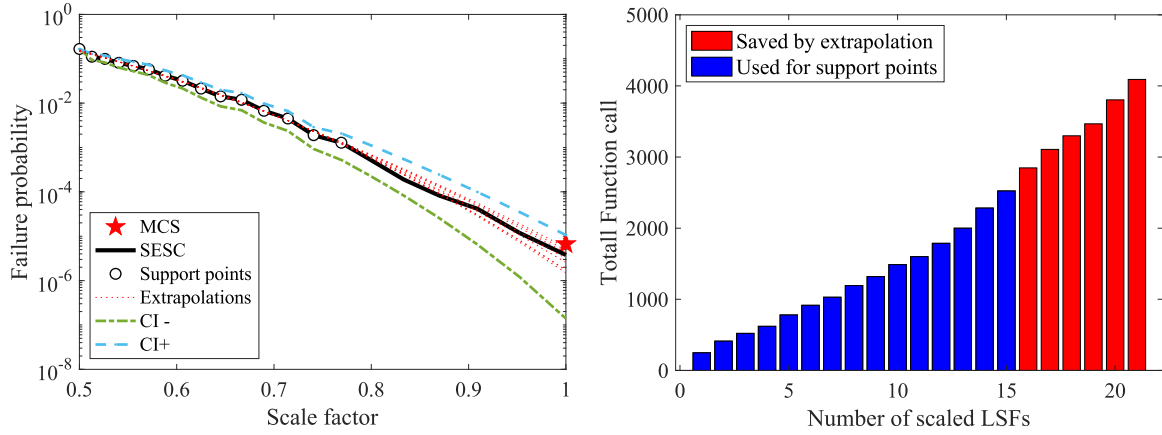 10^0
10^-2
10^-4
10^-6
10^-8
Failure probability
MCS
SESC
Support points
Extrapolations
CI -
CI+
0.5
0.6
0.7
0.8
0.9
1
Scale factor
5000
4000
3000
2000
1000
0
Totall Function call
Saved by extrapolation
Used for support points
0
5
10
15
20
Number of scaled LSFs